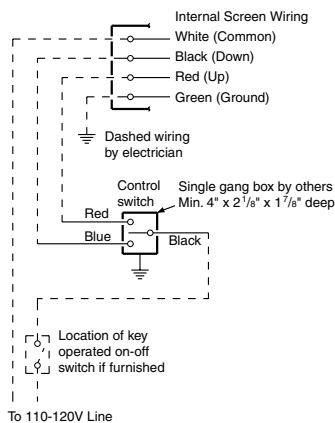 Internal Screen Wiring
White (Common)
Black (Down)
Red (Up)
Green (Ground)
Dashed wiring
by electrician
Control
switch
Single gang box by others
Min. 4" x 2 1/8" x 1 7/8" deep
Red
Blue
Black
Location of key
operated on-off
switch if furnished
To 110-120V Line